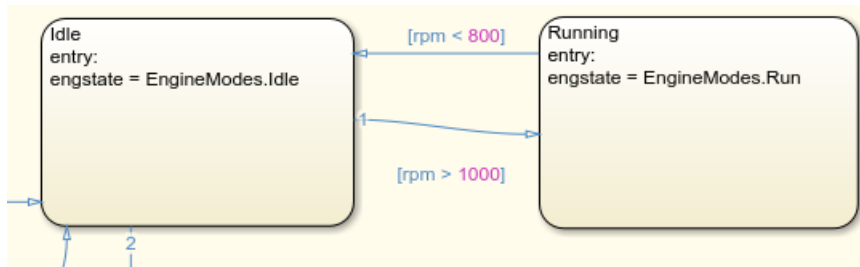 Idle
entry:
engstate = EngineModes.Idle
[rpm < 800]
1
[rpm > 1000]
Running
entry:
engstate = EngineModes.Run
2